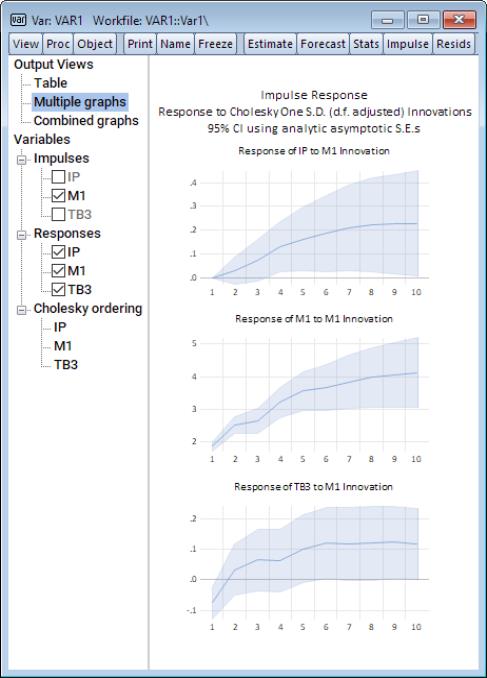 var Var: VAR1 Workfile: VAR1::Var1\
View Proc Object Print Name Freeze Estimate Forecast Stats Impulse Resids
Output Views
Table
Multiple graphs
Combined graphs
Variables
Impulses
IP
M1
TB3
Responses
IP
M1
TB3
Cholesky ordering
IP
M1
TB3
Impulse Response
Response to Cholesky One S.D. (d.f. adjusted) Innovations
95% CI using analytic asymptotic S.E.s
Response of IP to M1 Innovation
.4
.3
.2
.1
.0
1 2 3 4 5 6 7 8 9 10
Response of M1 to M1 Innovation
5
4
3
2
1 2 3 4 5 6 7 8 9 10
Response of TB3 to M1 Innovation
.2
.1
.0
-.1
1 2 3 4 5 6 7 8 9 10